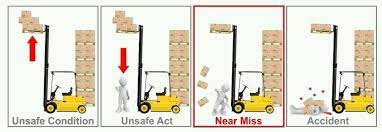 Unsafe Condition
Unsafe Act
Near Miss
Accident